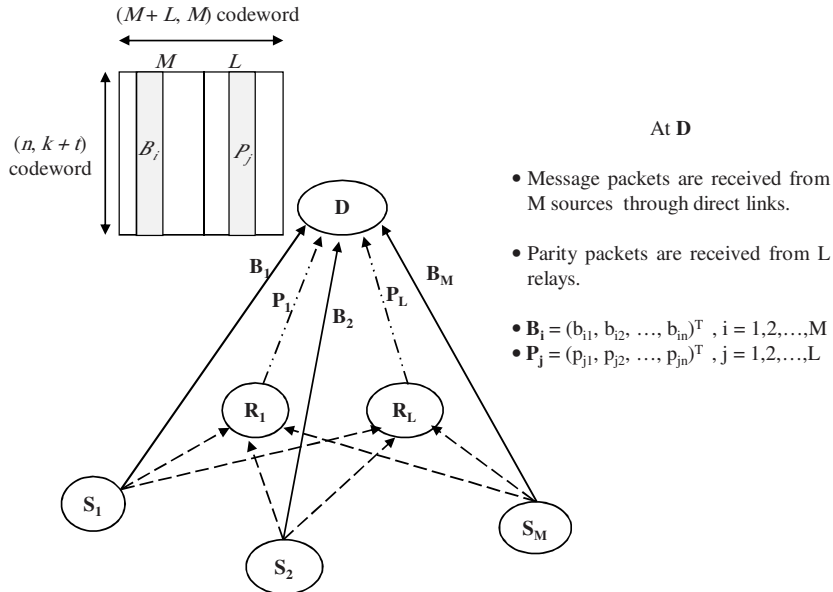 (M+ L, M) codeword
M L
(n, k + t)
codeword
B_i P_j
At D
• Message packets are received from
M sources through direct links.
• Parity packets are received from L
relays.
• B_i = (b_i1, b_i2, …, b_in)^T , i = 1,2,…,M
• P_j = (p_j1, p_j2, …, p_jn)^T , j = 1,2,…,L
D
B_1 P_1 B_2 P_L B_M
R_1 R_L
S_1
S_2
S_M